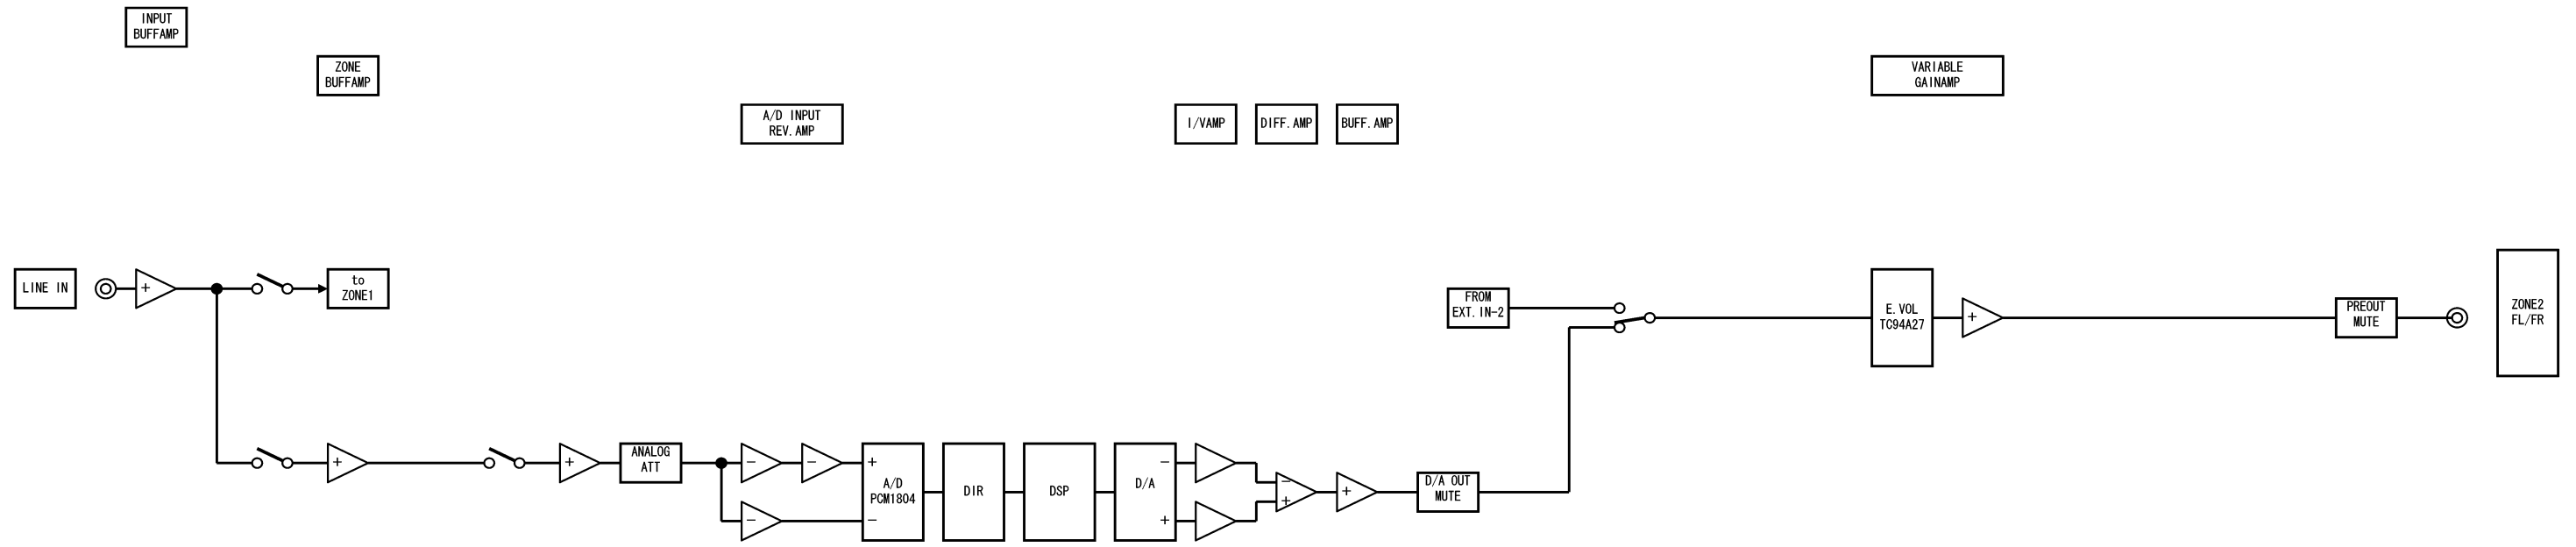 INPUT
BUFFAMP
ZONE
BUFFAMP
VARIABLE
GAINAMP
A/D INPUT
REV.AMP
I/VAMP
DIFF.AMP
BUFF.AMP
LINE IN
+
to
ZONE1
FROM
EXT.IN-2
E.VOL
TC94A27
+
PREOUT
MUTE
ZONE2
FL/FR
+
+
ANALOG
ATT
−
−
−
+
A/D
PCM1804
−
DIR
DSP
−
D/A
+
−
+
+
D/A OUT
MUTE